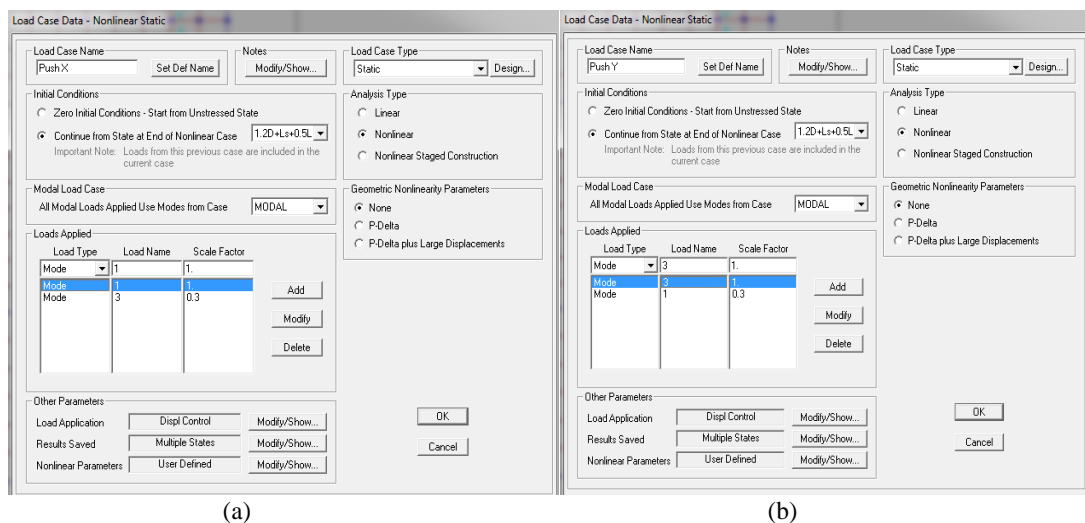 Load Case Data - Nonlinear Static
Load Case Name
Notes
Load Case Type
Push X
Set Def Name
Modify/Show...
Static
Design...
Initial Conditions
Zero Initial Conditions - Start from Unstressed State
Continue from State at End of Nonlinear Case
1.2D+Ls+0.5L
Important Note: Loads from this previous case are included in the
current case
Analysis Type
Linear
Nonlinear
Nonlinear Staged Construction
Modal Load Case
All Modal Loads Applied Use Modes from Case
MODAL
Geometric Nonlinearity Parameters
None
P-Delta
P-Delta plus Large Displacements
Loads Applied
Load Type Load Name Scale Factor
Mode 1 1.
Mode 1 1.
Mode 3 0.3
Add
Modify
Delete
Other Parameters
Load Application Displ Control Modify/Show...
Results Saved Multiple States Modify/Show...
Nonlinear Parameters User Defined Modify/Show...
OK
Cancel
(a)
Load Case Data - Nonlinear Static
Load Case Name
Notes
Load Case Type
Push Y
Set Def Name
Modify/Show...
Static
Design...
Initial Conditions
Zero Initial Conditions - Start from Unstressed State
Continue from State at End of Nonlinear Case
1.2D+Ls+0.5L
Important Note: Loads from this previous case are included in the
current case
Analysis Type
Linear
Nonlinear
Nonlinear Staged Construction
Modal Load Case
All Modal Loads Applied Use Modes from Case
MODAL
Geometric Nonlinearity Parameters
None
P-Delta
P-Delta plus Large Displacements
Loads Applied
Load Type Load Name Scale Factor
Mode 3 1.
Mode 3 1.
Mode 1 0.3
Add
Modify
Delete
Other Parameters
Load Application Displ Control Modify/Show...
Results Saved Multiple States Modify/Show...
Nonlinear Parameters User Defined Modify/Show...
OK
Cancel
(b)